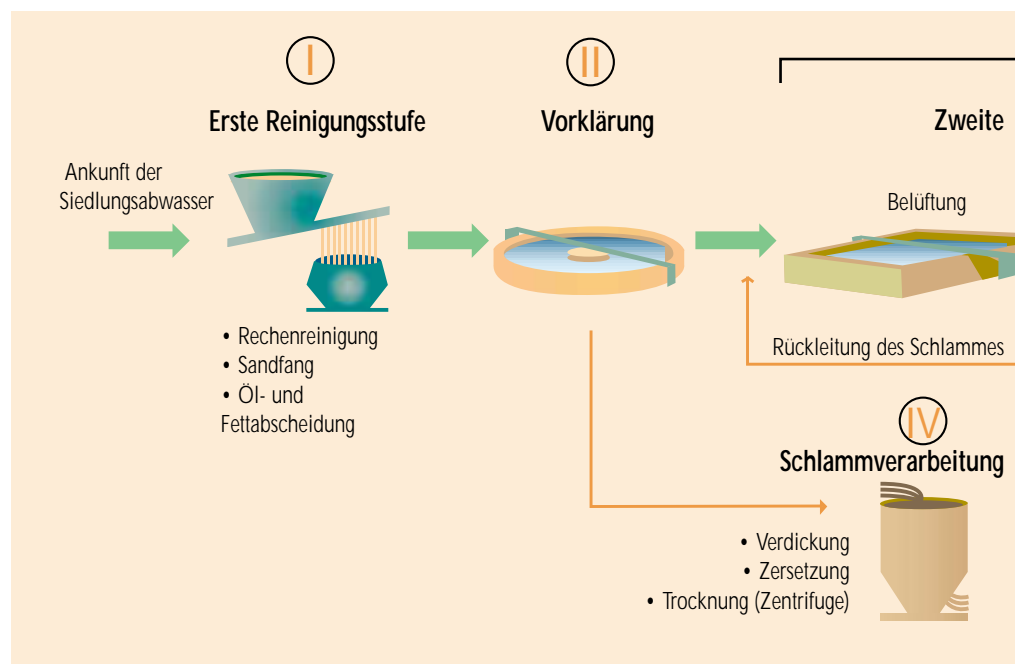 I
Erste Reinigungsstufe
Ankunft der
Siedlungsabwasser
• Rechenreinigung
• Sandfang
• Öl- und
Fettabscheidung
II
Vorklärung
Zweite
Belüftung
Rückleitung des Schlammes
IV
Schlammverarbeitung
• Verdickung
• Zersetzung
• Trocknung (Zentrifuge)